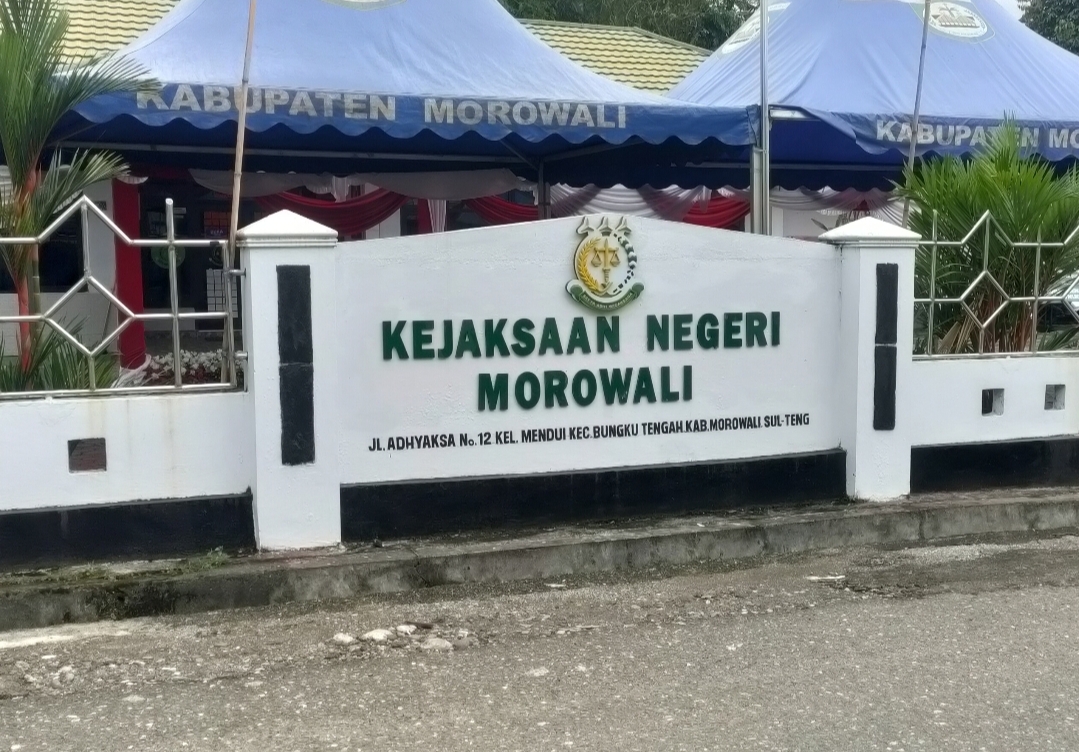 KABUPATEN MOROWALI
KABUPATEN MO
KEJAKSAAN NEGERI
MOROWALI
JL. ADHYAKSA No.12 KEL. MENDUI KEC.BUNGKU TENGAH.KAB.MOROWALI.SUL-TENG